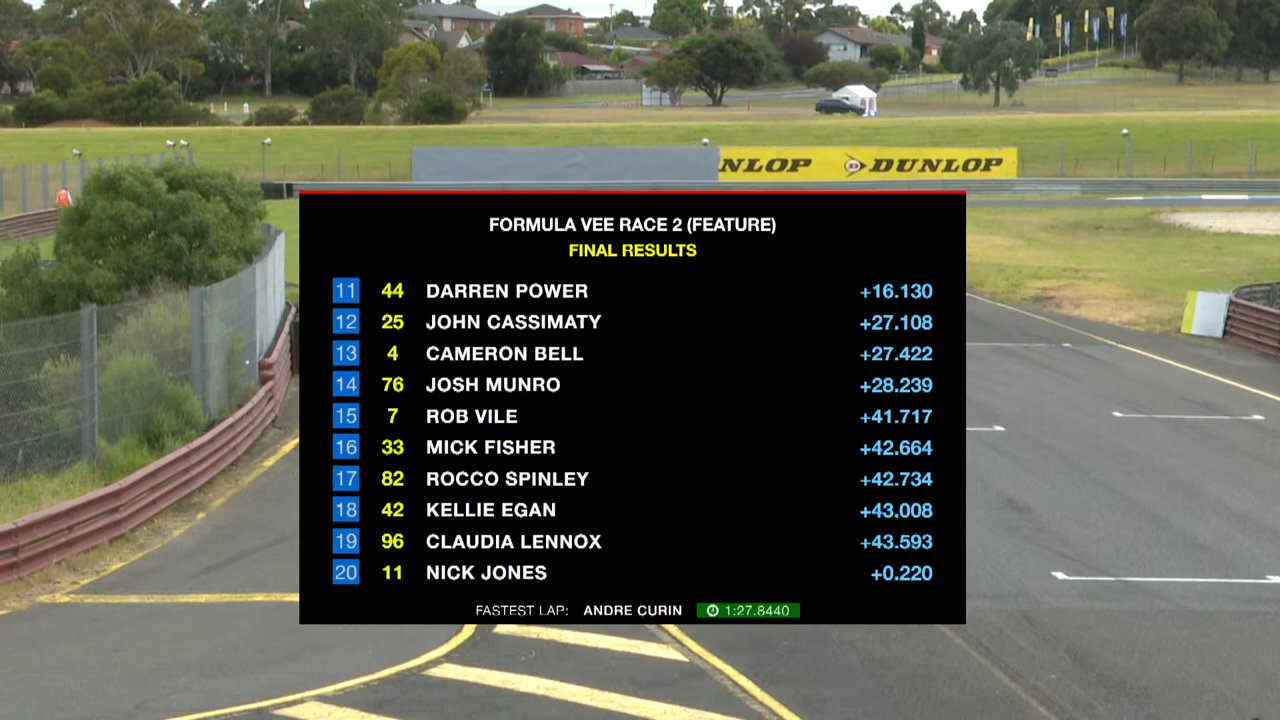 NLOP DUNLOP
FORMULA VEE RACE 2 (FEATURE)
FINAL RESULTS
11 44 DARREN POWER +16.130
12 25 JOHN CASSIMATY +27.108
13 4 CAMERON BELL +27.422
14 76 JOSH MUNRO +28.239
15 7 ROB VILE +41.717
16 33 MICK FISHER +42.664
17 82 ROCCO SPINLEY +42.734
18 42 KELLIE EGAN +43.008
19 96 CLAUDIA LENNOX +43.593
20 11 NICK JONES +0.220
FASTEST LAP: ANDRE CURIN 1:27.8440